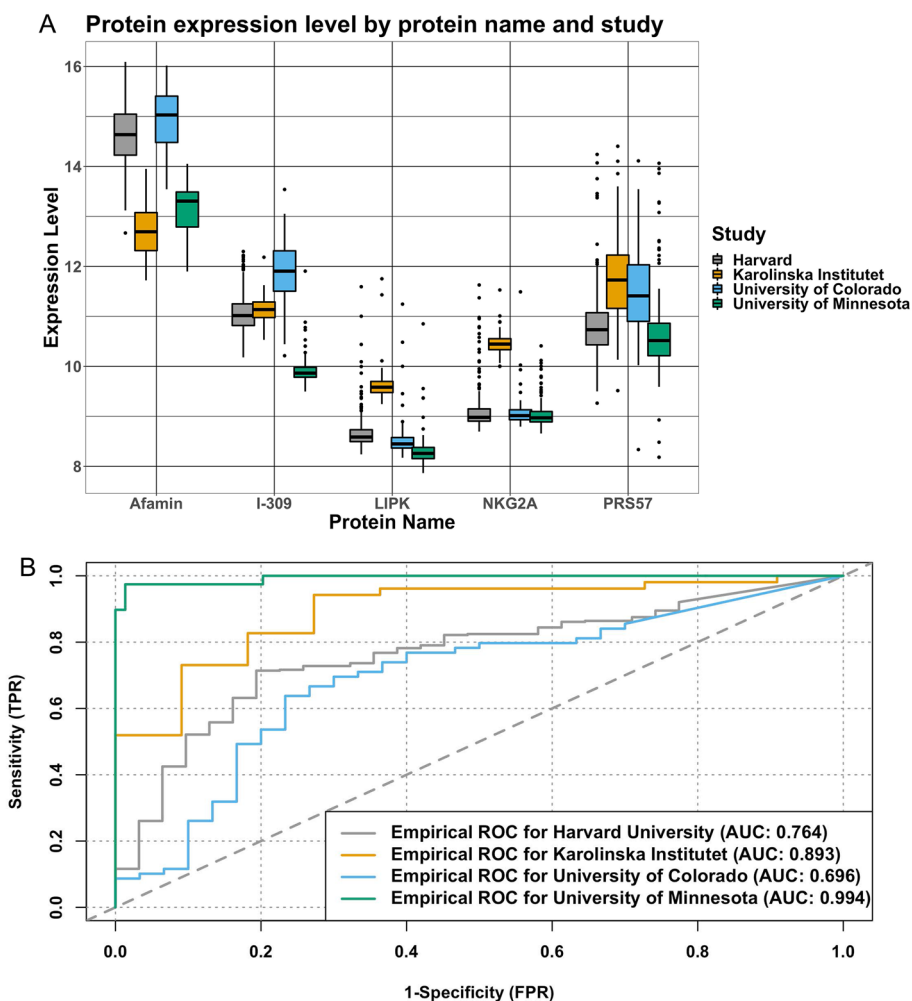 A Protein expression level by protein name and study
Expression Level
16
14
12
10
8
Afamin I-309 LIPK NKG2A PRS57
Protein Name
Study
Harvard
Karolinska Institutet
University of Colorado
University of Minnesota
B
Sensitivity (TPR)
1.0
0.8
0.6
0.4
0.2
0.0
Empirical ROC for Harvard University (AUC: 0.764)
Empirical ROC for Karolinska Institutet (AUC: 0.893)
Empirical ROC for University of Colorado (AUC: 0.696)
Empirical ROC for University of Minnesota (AUC: 0.994)
0.0 0.2 0.4 0.6 0.8 1.0
1-Specificity (FPR)